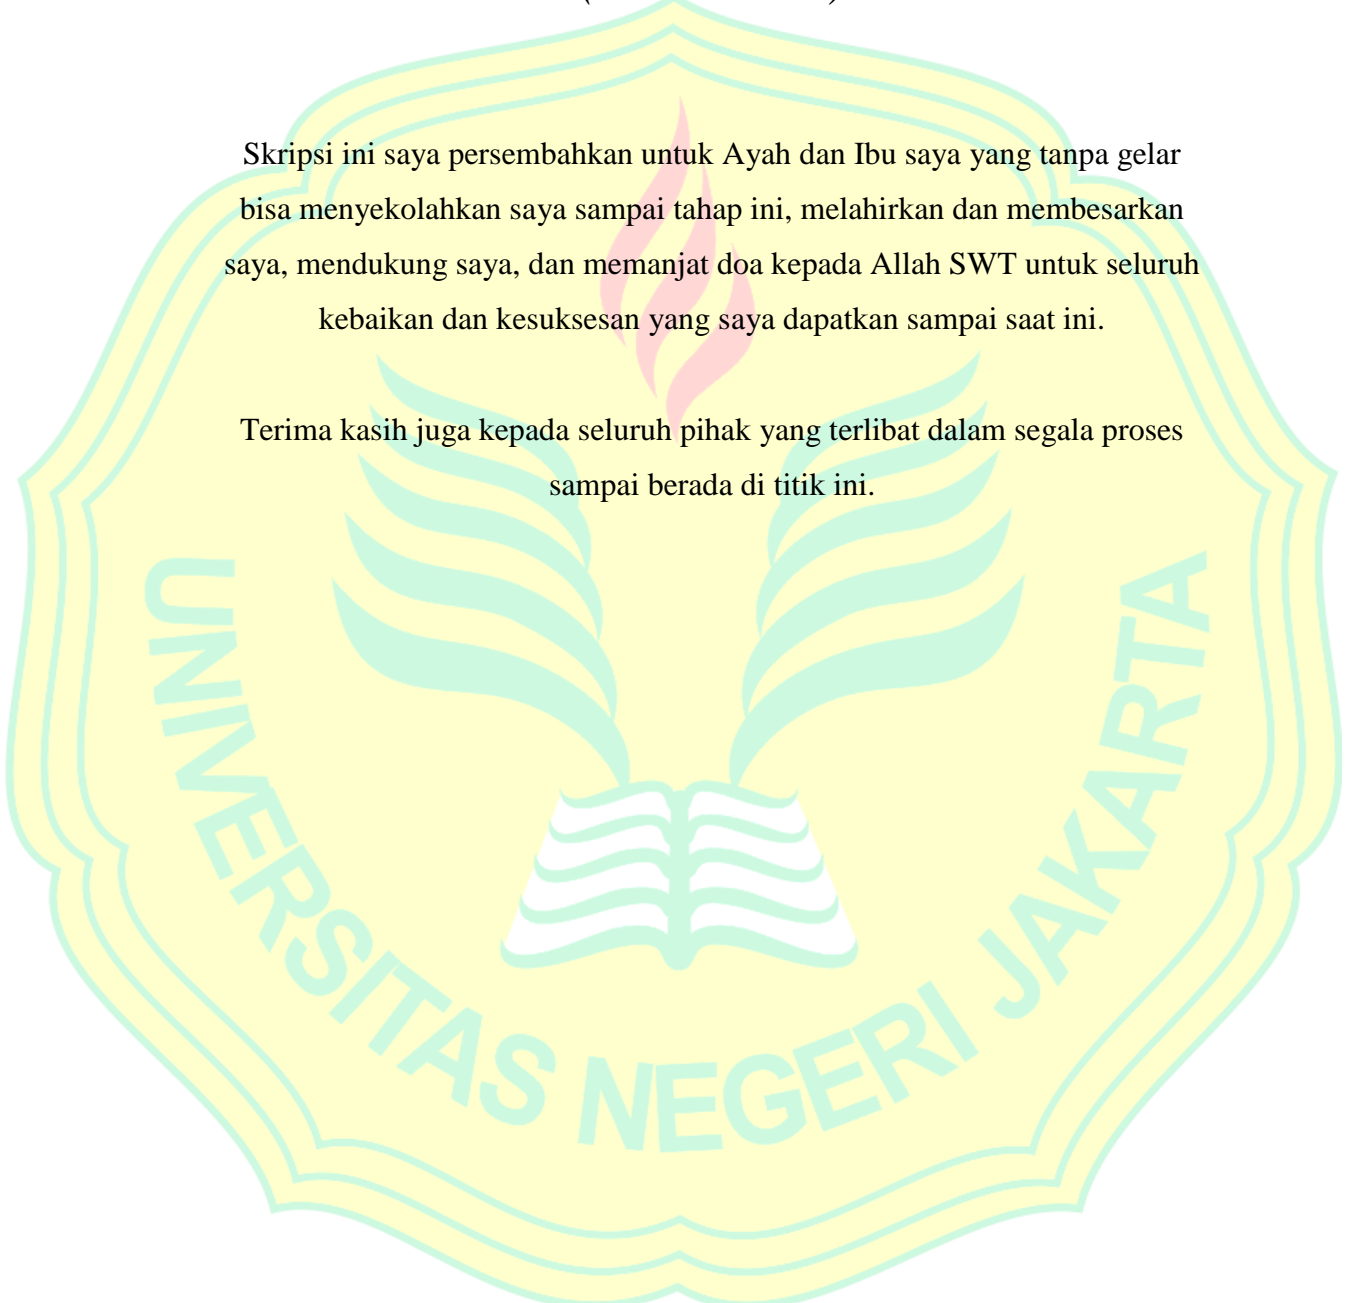 Skripsi ini saya persembahkan untuk Ayah dan Ibu saya yang tanpa gelar
bisa menyekolahkan saya sampai tahap ini, melahirkan dan membesarkan
saya, mendukung saya, dan memanjat doa kepada Allah SWT untuk seluruh
kebaikan dan kesuksesan yang saya dapatkan sampai saat ini.
Terima kasih juga kepada seluruh pihak yang terlibat dalam segala proses
sampai berada di titik ini.
UNIVERSITAS NEGERI JAKARTA